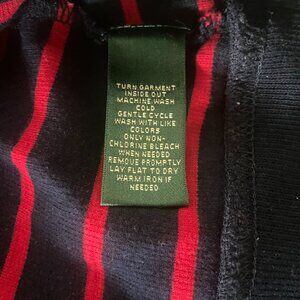 TURN GARMENT
INSIDE OUT
MACHINE WASH
COLD
GENTLE CYCLE
WASH WITH LIKE
COLORS
ONLY NON-
CHLORINE BLEACH
WHEN NEEDED
REMOVE PROMPTLY
LAY FLAT TO DRY
WARM IRON IF
NEEDED